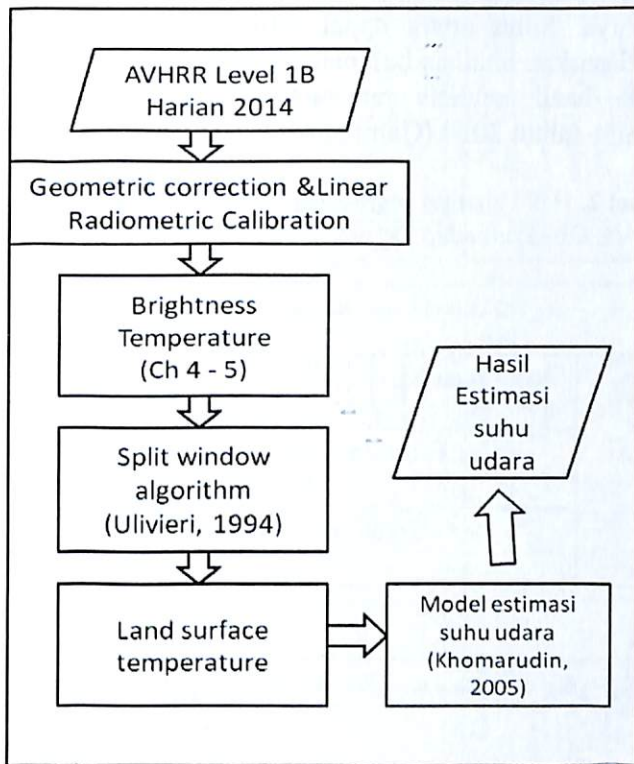 AVHRR Level 1B
Harian 2014
Geometric correction &Linear
Radiometric Calibration
Brightness
Temperature
(Ch 4 - 5)
Split window
algorithm
(Ulivieri, 1994)
Land surface
temperature
Model estimasi
suhu udara
(Khomarudin,
2005)
Hasil
Estimasi
suhu
udara